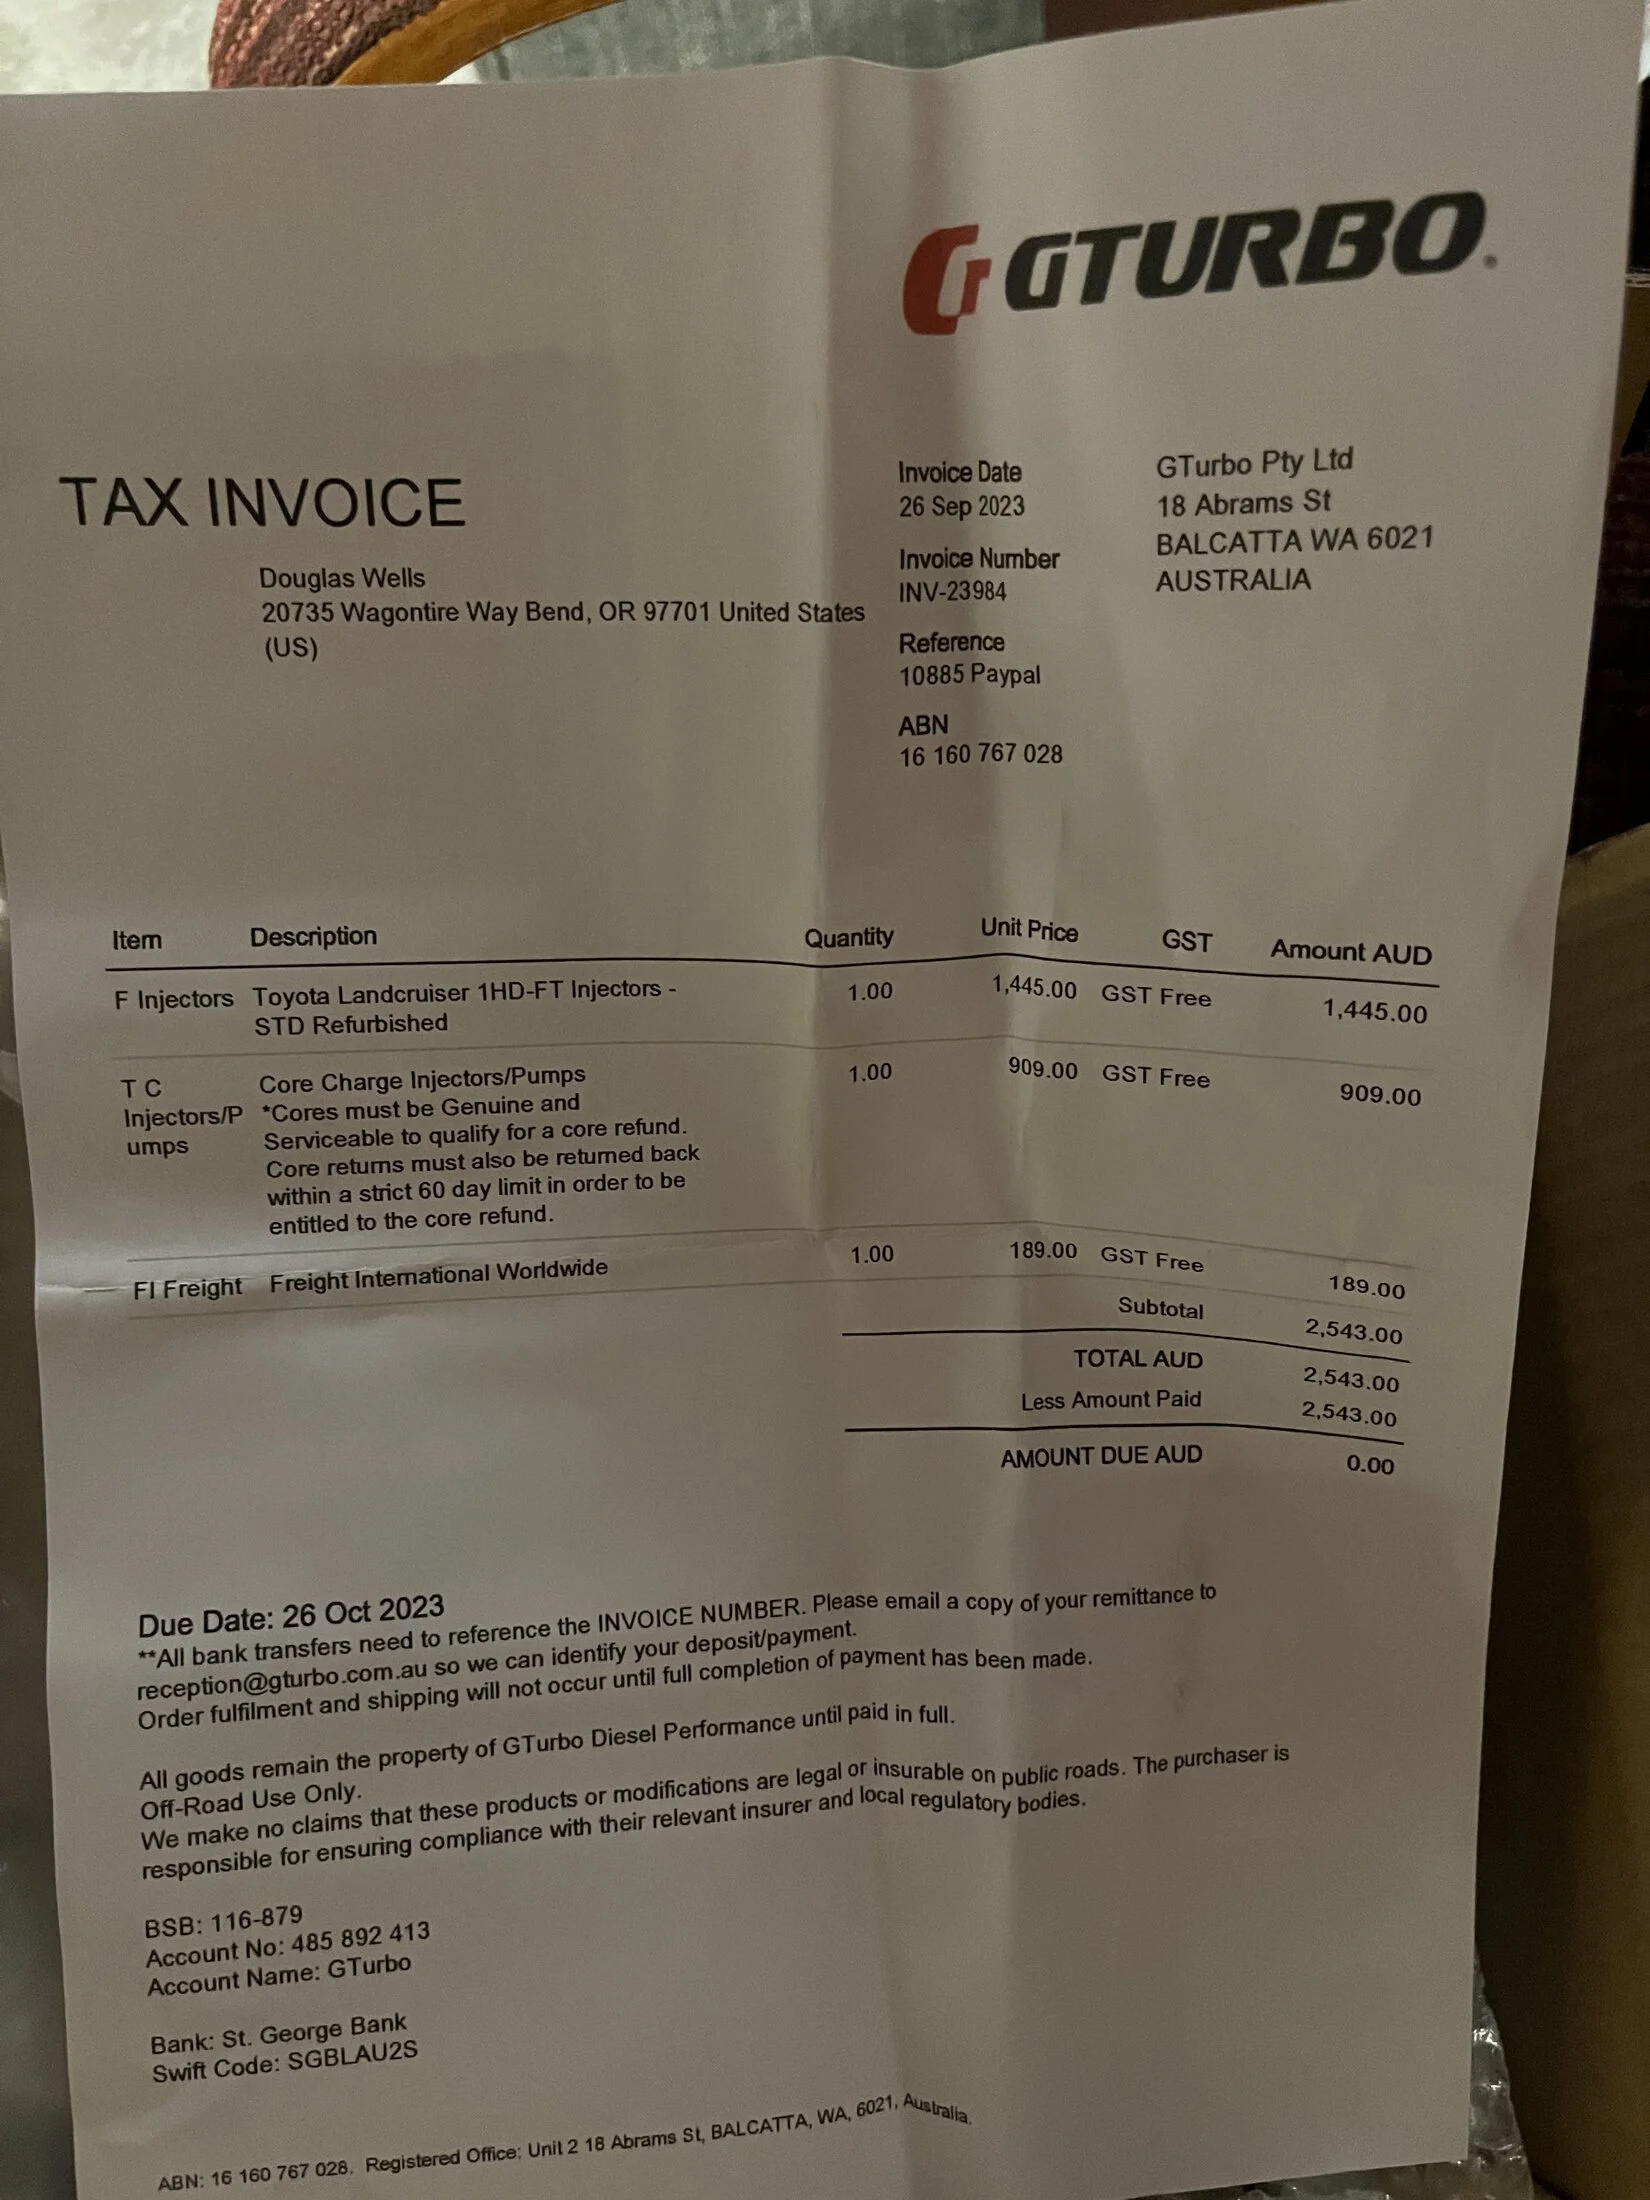 GTURBO
TAX INVOICE
Douglas Wells
20735 Wagontire Way Bend, OR 97701 United States
(US)
Invoice Date
26 Sep 2023
Invoice Number
INV-23984
Reference
10885 Paypal
ABN
16 160 767 028
GTurbo Pty Ltd
18 Abrams St
BALCATTA WA 6021
AUSTRALIA
Item Description Quantity Unit Price GST Amount AUD
F Injectors Toyota Landcruiser 1HD-FT Injectors - 1.00 1,445.00 GST Free 1,445.00
STD Refurbished
T C Core Charge Injectors/Pumps 1.00 909.00 GST Free 909.00
Injectors/P *Cores must be Genuine and
umps Serviceable to qualify for a core refund.
Core returns must also be returned back
within a strict 60 day limit in order to be
entitled to the core refund.
FI Freight Freight International Worldwide 1.00 189.00 GST Free 189.00
Subtotal 2,543.00
TOTAL AUD 2,543.00
Less Amount Paid 2,543.00
AMOUNT DUE AUD 0.00
Due Date: 26 Oct 2023
**All bank transfers need to reference the INVOICE NUMBER. Please email a copy of your remittance to
reception@gturbo.com.au so we can identify your deposit/payment.
Order fulfilment and shipping will not occur until full completion of payment has been made.
All goods remain the property of GTurbo Diesel Performance until paid in full.
Off-Road Use Only.
We make no claims that these products or modifications are legal or insurable on public roads. The purchaser is
responsible for ensuring compliance with their relevant insurer and local regulatory bodies.
BSB: 116-879
Account No: 485 892 413
Account Name: GTurbo
Bank: St. George Bank
Swift Code: SGBLAU2S
ABN: 16 160 767 028. Registered Office: Unit 2 18 Abrams St, BALCATTA, WA, 6021, Australia.